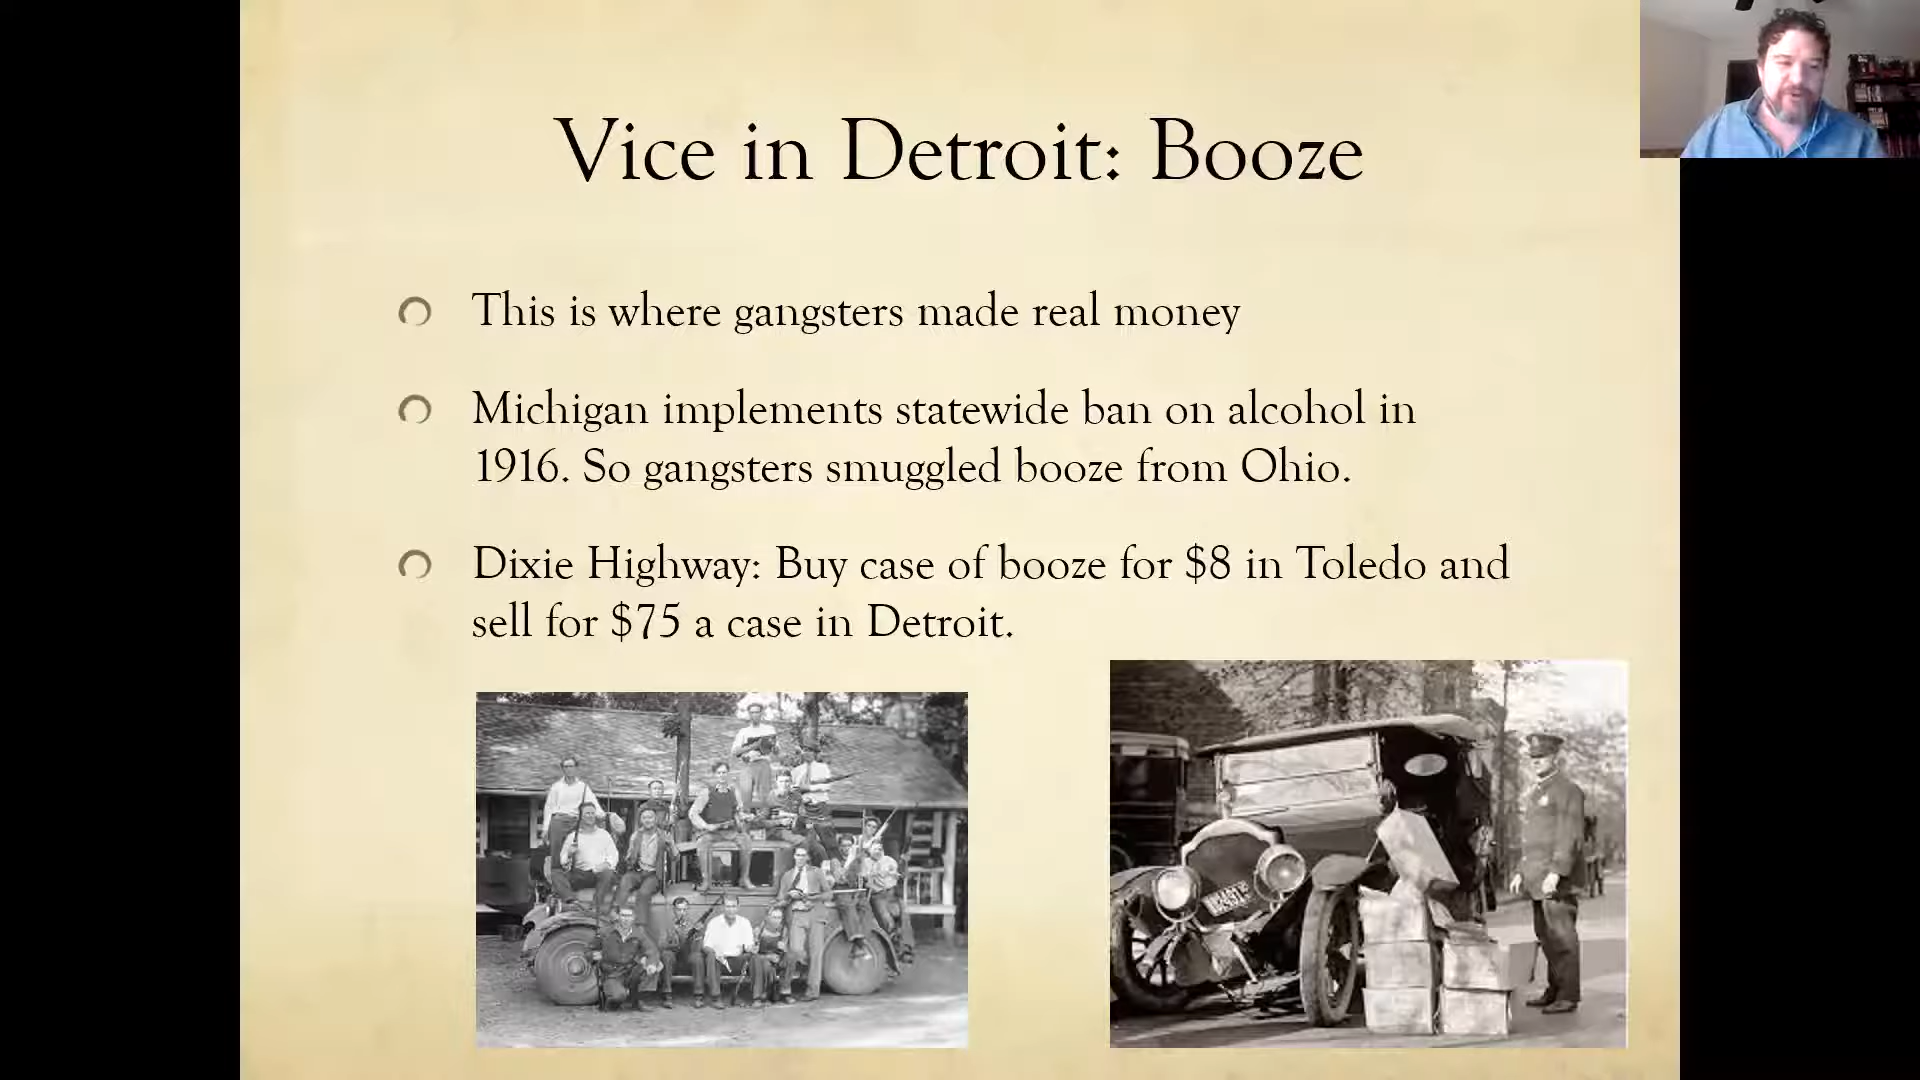 Vice in Detroit: Booze
This is where gangsters made real money
Michigan implements statewide ban on alcohol in
1916. So gangsters smuggled booze from Ohio.
Dixie Highway: Buy case of booze for $8 in Toledo and
sell for $75 a case in Detroit.